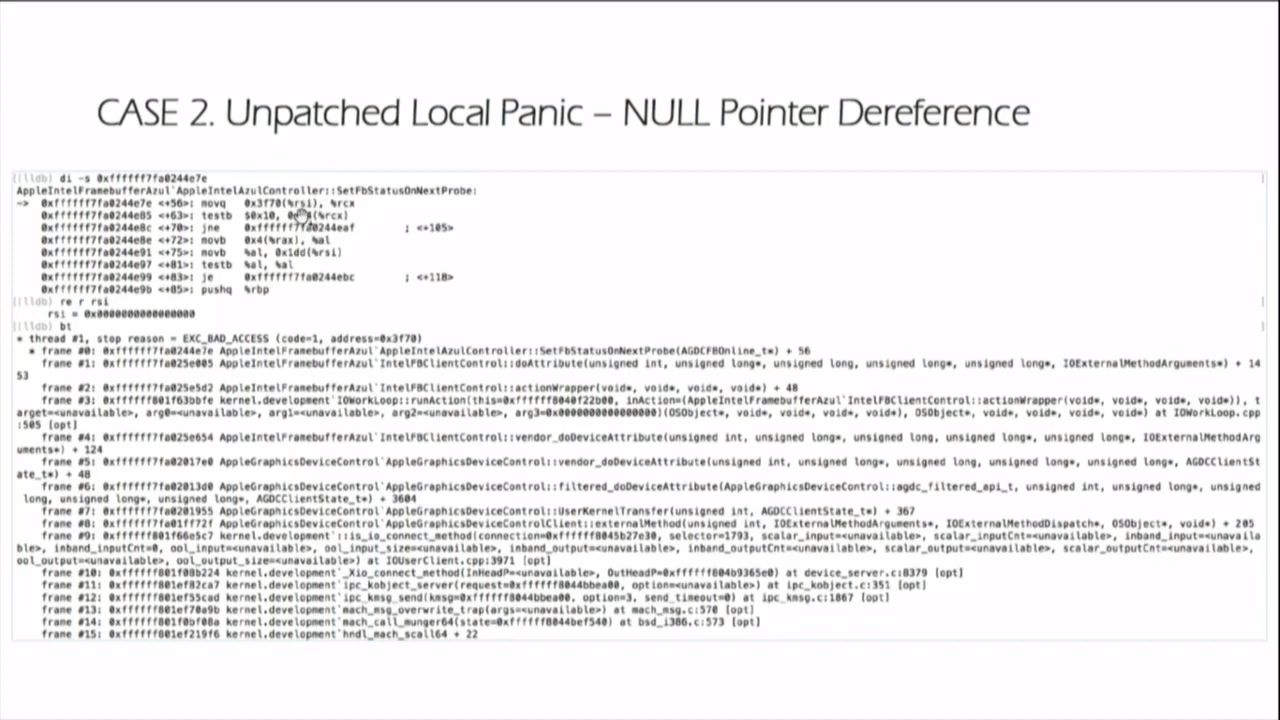 CASE 2. Unpatched Local Panic – NULL Pointer Dereference
(lldb) di -s 0xffffff7fa0244e7e
AppleIntelFramebufferAzul`AppleIntelAzulController::SetFbStatusOnNextProbe:
-> 0xffffff7fa0244e7e <+56>: movq 0x3f70(%rsi), %rcx
0xffffff7fa0244e85 <+63>: testb $0x10, (%rcx)
0xffffff7fa0244e8c <+70>: jne 0xffffff7fa0244eaf ; <+105>
0xffffff7fa0244e8e <+72>: movb 0x4(%rax), %al
0xffffff7fa0244e91 <+75>: movb %al, 0x1dd(%rsi)
0xffffff7fa0244e97 <+81>: testb %al, %al
0xffffff7fa0244e99 <+83>: je 0xffffff7fa0244ebc ; <+118>
0xffffff7fa0244e9b <+85>: pushq %rbp
(lldb) re r rsi
rsi = 0x0000000000000000
(lldb) bt
* thread #1, stop reason = EXC_BAD_ACCESS (code=1, address=0x3f70)
* frame #0: 0xffffff7fa0244e7e AppleIntelFramebufferAzul`AppleIntelAzulController::SetFbStatusOnNextProbe(AGDCFBOnline_t*) + 56
frame #1: 0xffffff7fa025e005 AppleIntelFramebufferAzul`IntelFBClientControl::doAttribute(unsigned int, unsigned long*, unsigned long, unsigned long*, unsigned long*, IOExternalMethodArguments*) + 14
53
frame #2: 0xffffff7fa025e5d2 AppleIntelFramebufferAzul`IntelFBClientControl::actionWrapper(void*, void*, void*, void*) + 48
frame #3: 0xffffff801f63bbfe kernel.development`IOWorkLoop::runAction(this=0xffffff8040f22b00, inAction=(AppleIntelFramebufferAzul`IntelFBClientControl::actionWrapper(void*, void*, void*, void*)), t
arget=<unavailable>, arg0=<unavailable>, arg1=<unavailable>, arg2=<unavailable>, arg3=0x0000000000000000)(OSObject*, void*, void*, void*, void*), OSObject*, void*, void*, void*, void*) at IOWorkLoop.cpp
:505 [opt]
frame #4: 0xffffff7fa025e654 AppleIntelFramebufferAzul`IntelFBClientControl::vendor_doDeviceAttribute(unsigned int, unsigned long*, unsigned long, unsigned long*, unsigned long*, IOExternalMethodArg
uments*) + 124
frame #5: 0xffffff7fa02017e0 AppleGraphicsDeviceControl`AppleGraphicsDeviceControl::vendor_doDeviceAttribute(unsigned int, unsigned long*, unsigned long, unsigned long*, unsigned long*, AGDCClientSt
ate_t*) + 48
frame #6: 0xffffff7fa02013d0 AppleGraphicsDeviceControl`AppleGraphicsDeviceControl::filtered_doDeviceAttribute(AppleGraphicsDeviceControl::agdc_filtered_api_t, unsigned int, unsigned long*, unsigned
long, unsigned long*, unsigned long*, AGDCClientState_t*) + 3604
frame #7: 0xffffff7fa0201955 AppleGraphicsDeviceControl`AppleGraphicsDeviceControl::UserKernelTransfer(unsigned int, AGDCClientState_t*) + 367
frame #8: 0xffffff7fa01ff72f AppleGraphicsDeviceControl`AppleGraphicsDeviceControlClient::externalMethod(unsigned int, IOExternalMethodArguments*, IOExternalMethodDispatch*, OSObject*, void*) + 205
frame #9: 0xffffff801f66e5c7 kernel.development`::is_io_connect_method(connection=0xffffff8045b27e30, selector=1793, scalar_input=<unavailable>, scalar_inputCnt=<unavailable>, inband_input=<unavaila
ble>, inband_inputCnt=0, ool_input=<unavailable>, ool_input_size=<unavailable>, inband_output=<unavailable>, inband_outputCnt=<unavailable>, scalar_output=<unavailable>, scalar_outputCnt=<unavailable>,
ool_output=<unavailable>, ool_output_size=<unavailable>) at IOUserClient.cpp:3971 [opt]
frame #10: 0xffffff801f08b224 kernel.development`_Xio_connect_method(InHeadP=<unavailable>, OutHeadP=0xffffff804b9365e0) at device_server.c:8379 [opt]
frame #11: 0xffffff801ef82ca7 kernel.development`ipc_kobject_server(request=0xffffff8044bbea00, option=<unavailable>) at ipc_kobject.c:351 [opt]
frame #12: 0xffffff801ef55cad kernel.development`ipc_kmsg_send(kmsg=0xffffff8044bbea00, option=3, send_timeout=0) at ipc_kmsg.c:1867 [opt]
frame #13: 0xffffff801ef70a9b kernel.development`mach_msg_overwrite_trap(args=<unavailable>) at mach_msg.c:570 [opt]
frame #14: 0xffffff801f0bf08a kernel.development`mach_call_munger64(state=0xffffff8044bef540) at bsd_i386.c:573 [opt]
frame #15: 0xffffff801ef219f6 kernel.development`hndl_mach_scall64 + 22